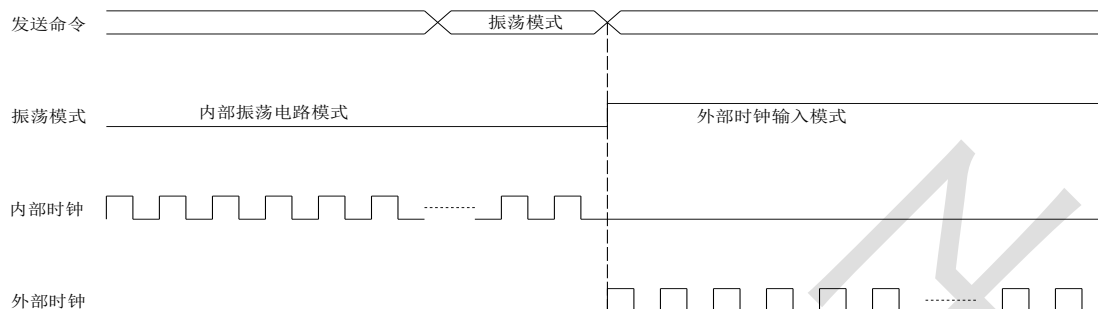 发送命令
振荡模式
振荡模式
内部振荡电路模式
外部时钟输入模式
内部时钟
外部时钟